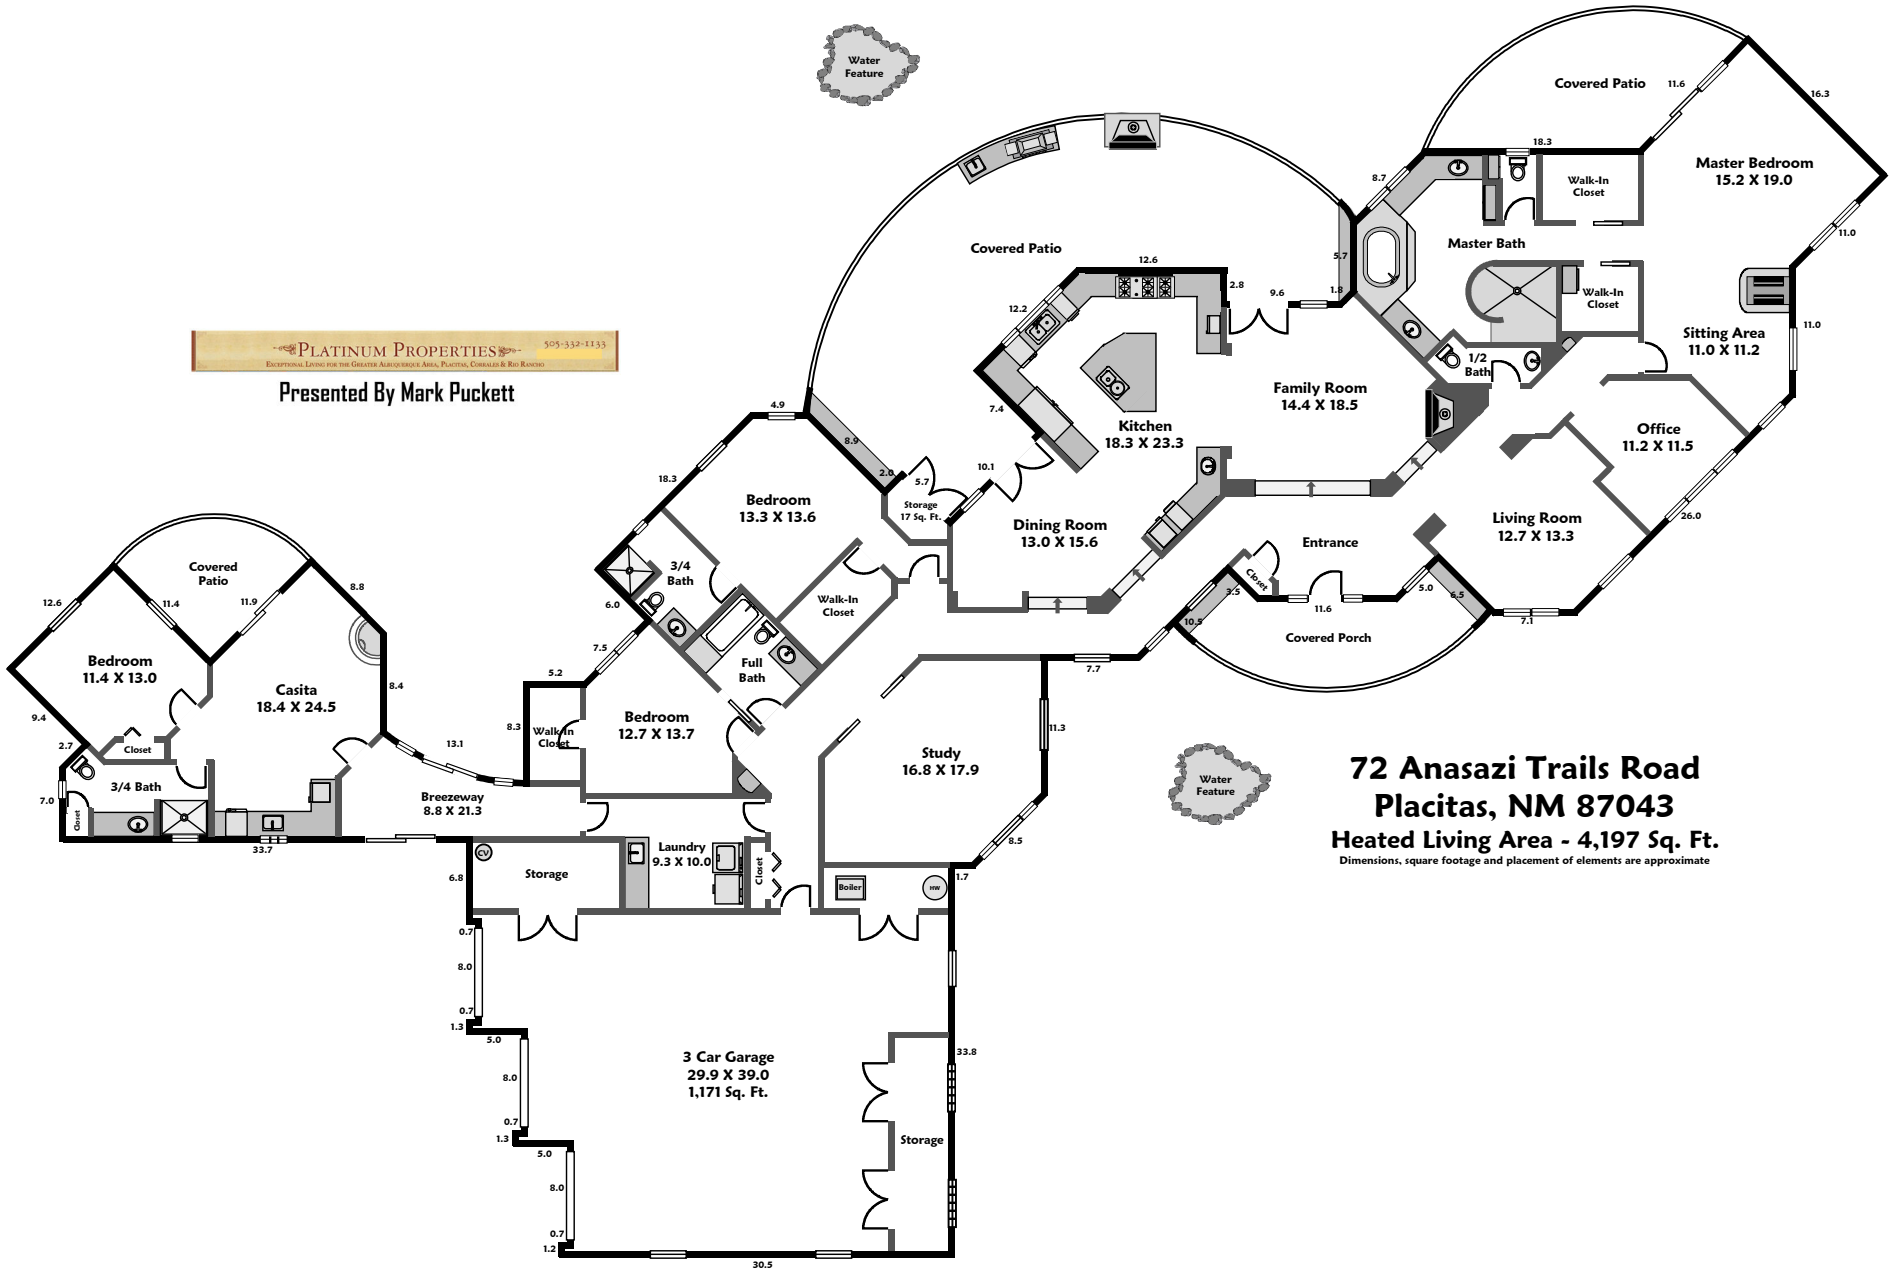 Water
Feature
Covered Patio
11.6
16.3
18.3
Master Bedroom
15.2 X 19.0
8.7
Walk-In
Closet
11.0
Master Bath
Covered Patio
5.7
12.6
2.8
9.6
1.8
Walk-In
Closet
12.2
Sitting Area
11.0 X 11.2
11.0
PLATINUM PROPERTIES
505-332-1133
EXCEPTIONAL LIVING FOR THE GREATER ALBUQUERQUE AREA, PLACITAS, CORRALES & RIO RANCHO
Presented By Mark Puckett
1/2
Bath
Family Room
14.4 X 18.5
4.9
7.4
Kitchen
18.3 X 23.3
Office
11.2 X 11.5
8.9
2.0
10.1
5.7
18.3
Bedroom
13.3 X 13.6
Storage
17 Sq. Ft.
Dining Room
13.0 X 15.6
Living Room
12.7 X 13.3
26.0
Entrance
Covered
Patio
3/4
Bath
Closet
8.8
12.6
11.4
11.9
6.0
Walk-In
Closet
3.5
11.6
5.0
6.5
10.5
7.1
Covered Porch
7.5
Bedroom
11.4 X 13.0
Full
Bath
7.7
5.2
8.4
Casita
18.4 X 24.5
9.4
Bedroom
12.7 X 13.7
8.3
Walk-In
Closet
11.3
2.7
Closet
13.1
Study
16.8 X 17.9
72 Anasazi Trails Road
Placitas, NM 87043
Heated Living Area - 4,197 Sq. Ft.
Dimensions, square footage and placement of elements are approximate
Water
Feature
3/4 Bath
7.0
Closet
Breezeway
8.8 X 21.3
8.5
33.7
CV
Laundry
9.3 X 10.0
Closet
6.8
Storage
Boiler
HW
1.7
0.7
8.0
0.7
1.3
5.0
8.0
0.7
1.3
5.0
8.0
0.7
1.2
3 Car Garage
29.9 X 39.0
1,171 Sq. Ft.
33.8
Storage
30.5